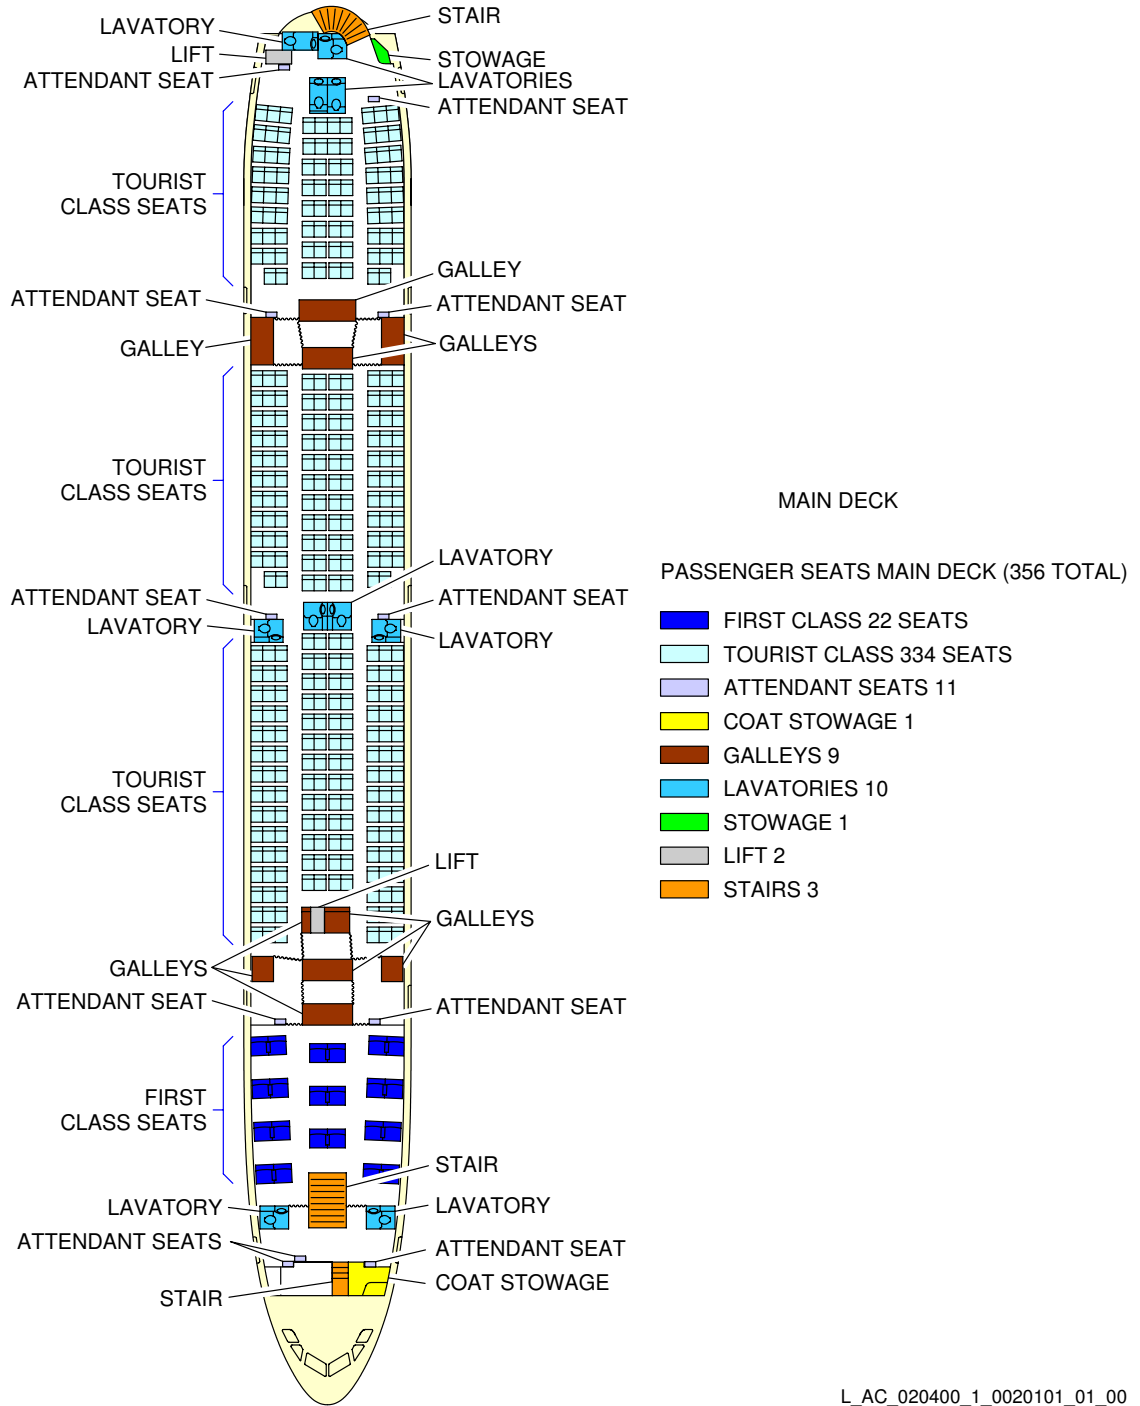 STAIR
LAVATORY
LIFT
STOWAGE
ATTENDANT SEAT
LAVATORIES
ATTENDANT SEAT
TOURIST
CLASS SEATS
GALLEY
ATTENDANT SEAT
ATTENDANT SEAT
GALLEY
GALLEYS
TOURIST
CLASS SEATS
MAIN DECK
LAVATORY
PASSENGER SEATS MAIN DECK (356 TOTAL)
ATTENDANT SEAT
ATTENDANT SEAT
LAVATORY
LAVATORY
FIRST CLASS 22 SEATS
TOURIST CLASS 334 SEATS
ATTENDANT SEATS 11
COAT STOWAGE 1
GALLEYS 9
LAVATORIES 10
STOWAGE 1
LIFT 2
STAIRS 3
TOURIST
CLASS SEATS
LIFT
GALLEYS
GALLEYS
ATTENDANT SEAT
ATTENDANT SEAT
FIRST
CLASS SEATS
STAIR
LAVATORY
LAVATORY
ATTENDANT SEATS
ATTENDANT SEAT
COAT STOWAGE
STAIR
L_AC_020400_1_0020101_01_00